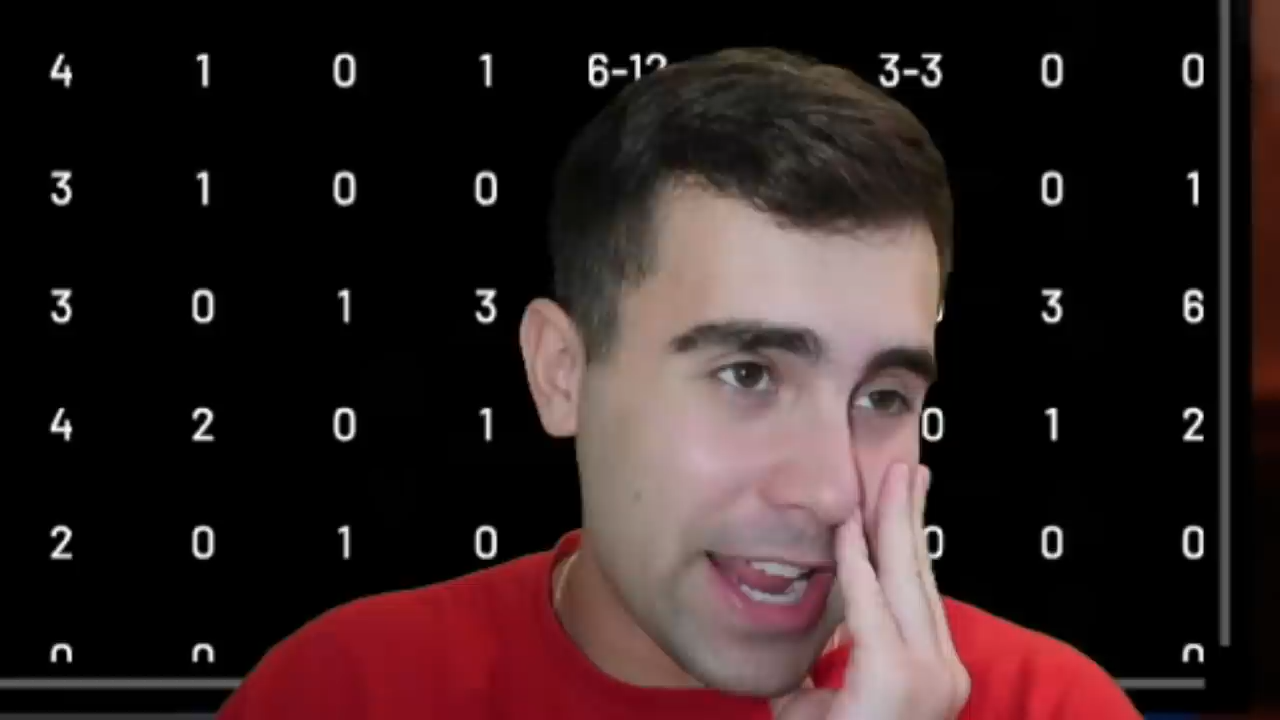 4 1 0 1 6-12 3-3 0 0
3 1 0 0 0 1
3 0 1 3 3 6
4 2 0 1 0 1 2
2 0 1 0 0 0 0